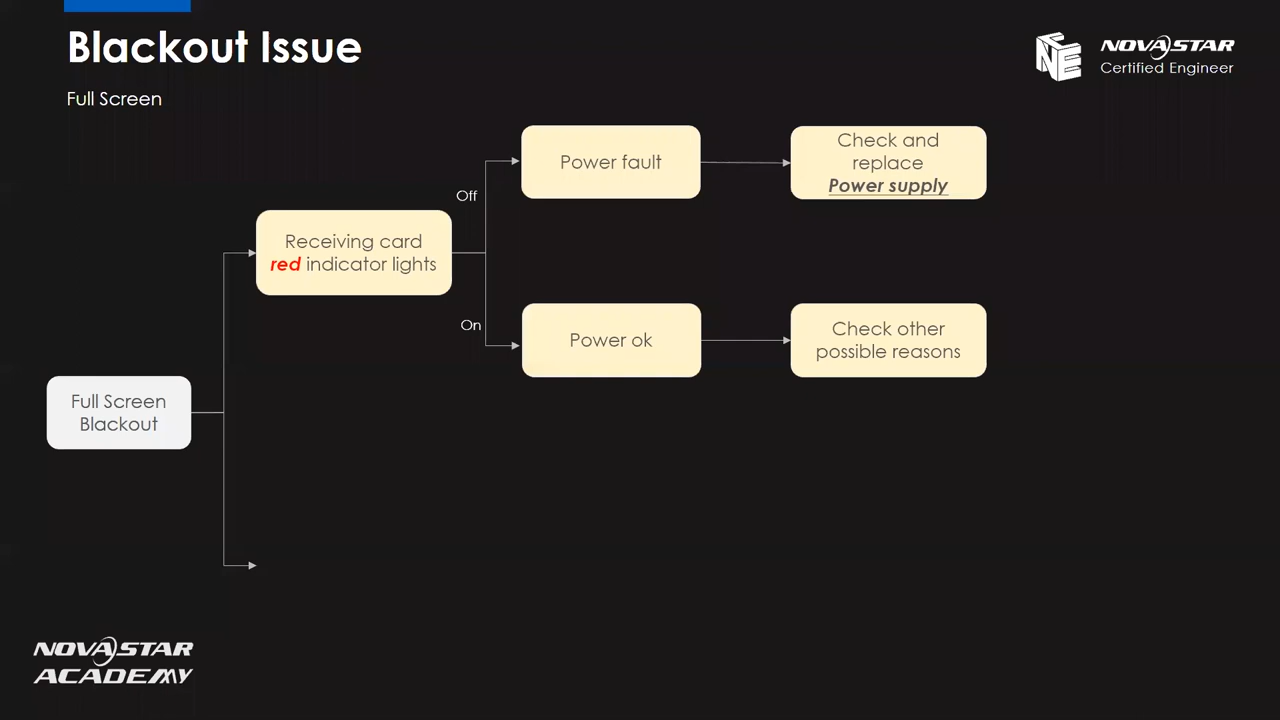 Blackout Issue
Full Screen
NOVASTAR
Certified Engineer
Power fault
Check and
replace
Power supply
Off
Receiving card
red indicator lights
On
Power ok
Check other
possible reasons
Full Screen
Blackout
NOVASTAR
ACADEMY